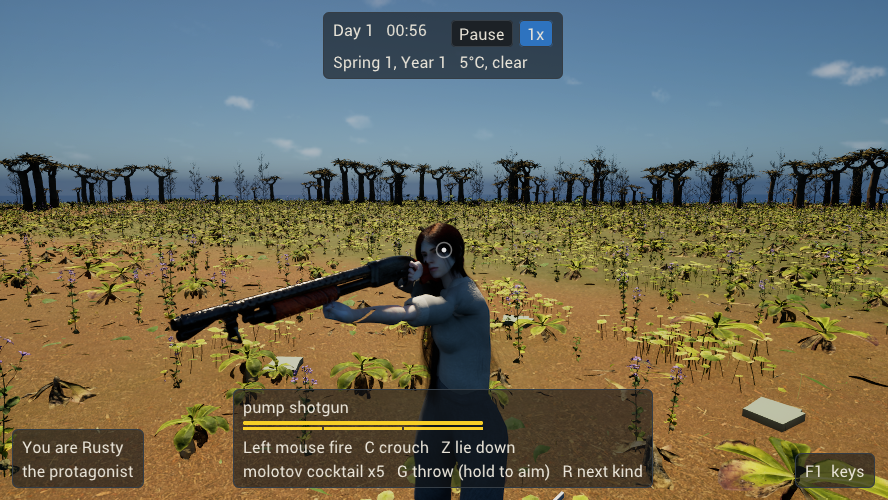 Day 1 00:56 Pause 1x
Spring 1, Year 1 5°C, clear
pump shotgun
Left mouse fire C crouch Z lie down
molotov cocktail x5 G throw (hold to aim) R next kind
You are Rusty
the protagonist
F1 keys